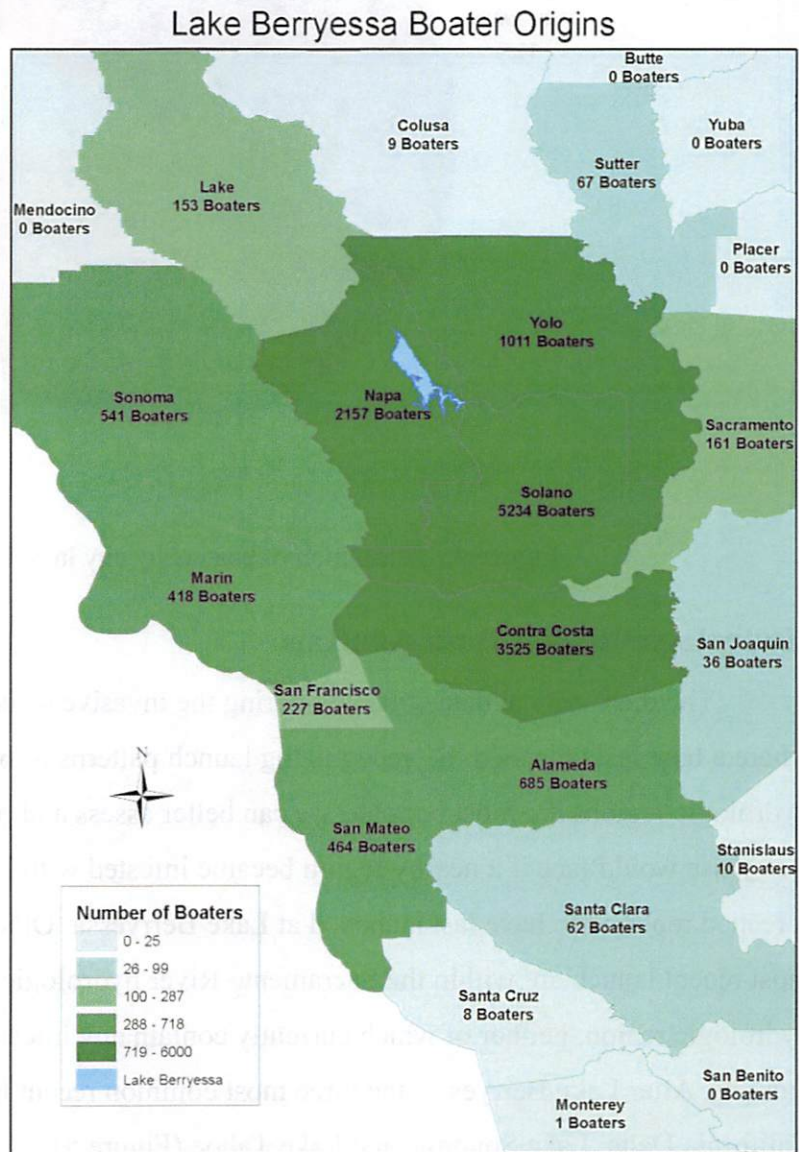 Lake Berryessa Boater Origins
Butte
0 Boaters
Colusa
9 Boaters
Yuba
0 Boaters
Sutter
67 Boaters
Lake
153 Boaters
Mendocino
0 Boaters
Placer
0 Boaters
Yolo
1011 Boaters
Napa
2157 Boaters
Sonoma
541 Boaters
Sacramento
161 Boaters
Solano
5234 Boaters
Marin
418 Boaters
Contra Costa
3525 Boaters
San Joaquin
36 Boaters
San Francisco
227 Boaters
Alameda
685 Boaters
N
San Mateo
464 Boaters
Stanislaus
10 Boaters
Santa Clara
62 Boaters
Number of Boaters
0 - 25
26 - 99
100 - 287
288 - 718
719 - 6000
Lake Berryessa
Santa Cruz
8 Boaters
San Benito
0 Boaters
Monterey
1 Boaters